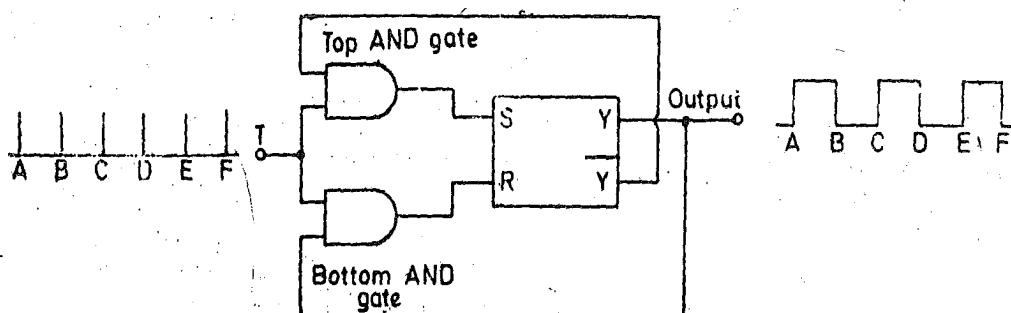 Top AND gate
S Y
R Y
T
Output
A B C D E F
A B C D E F
Bottom AND
gate